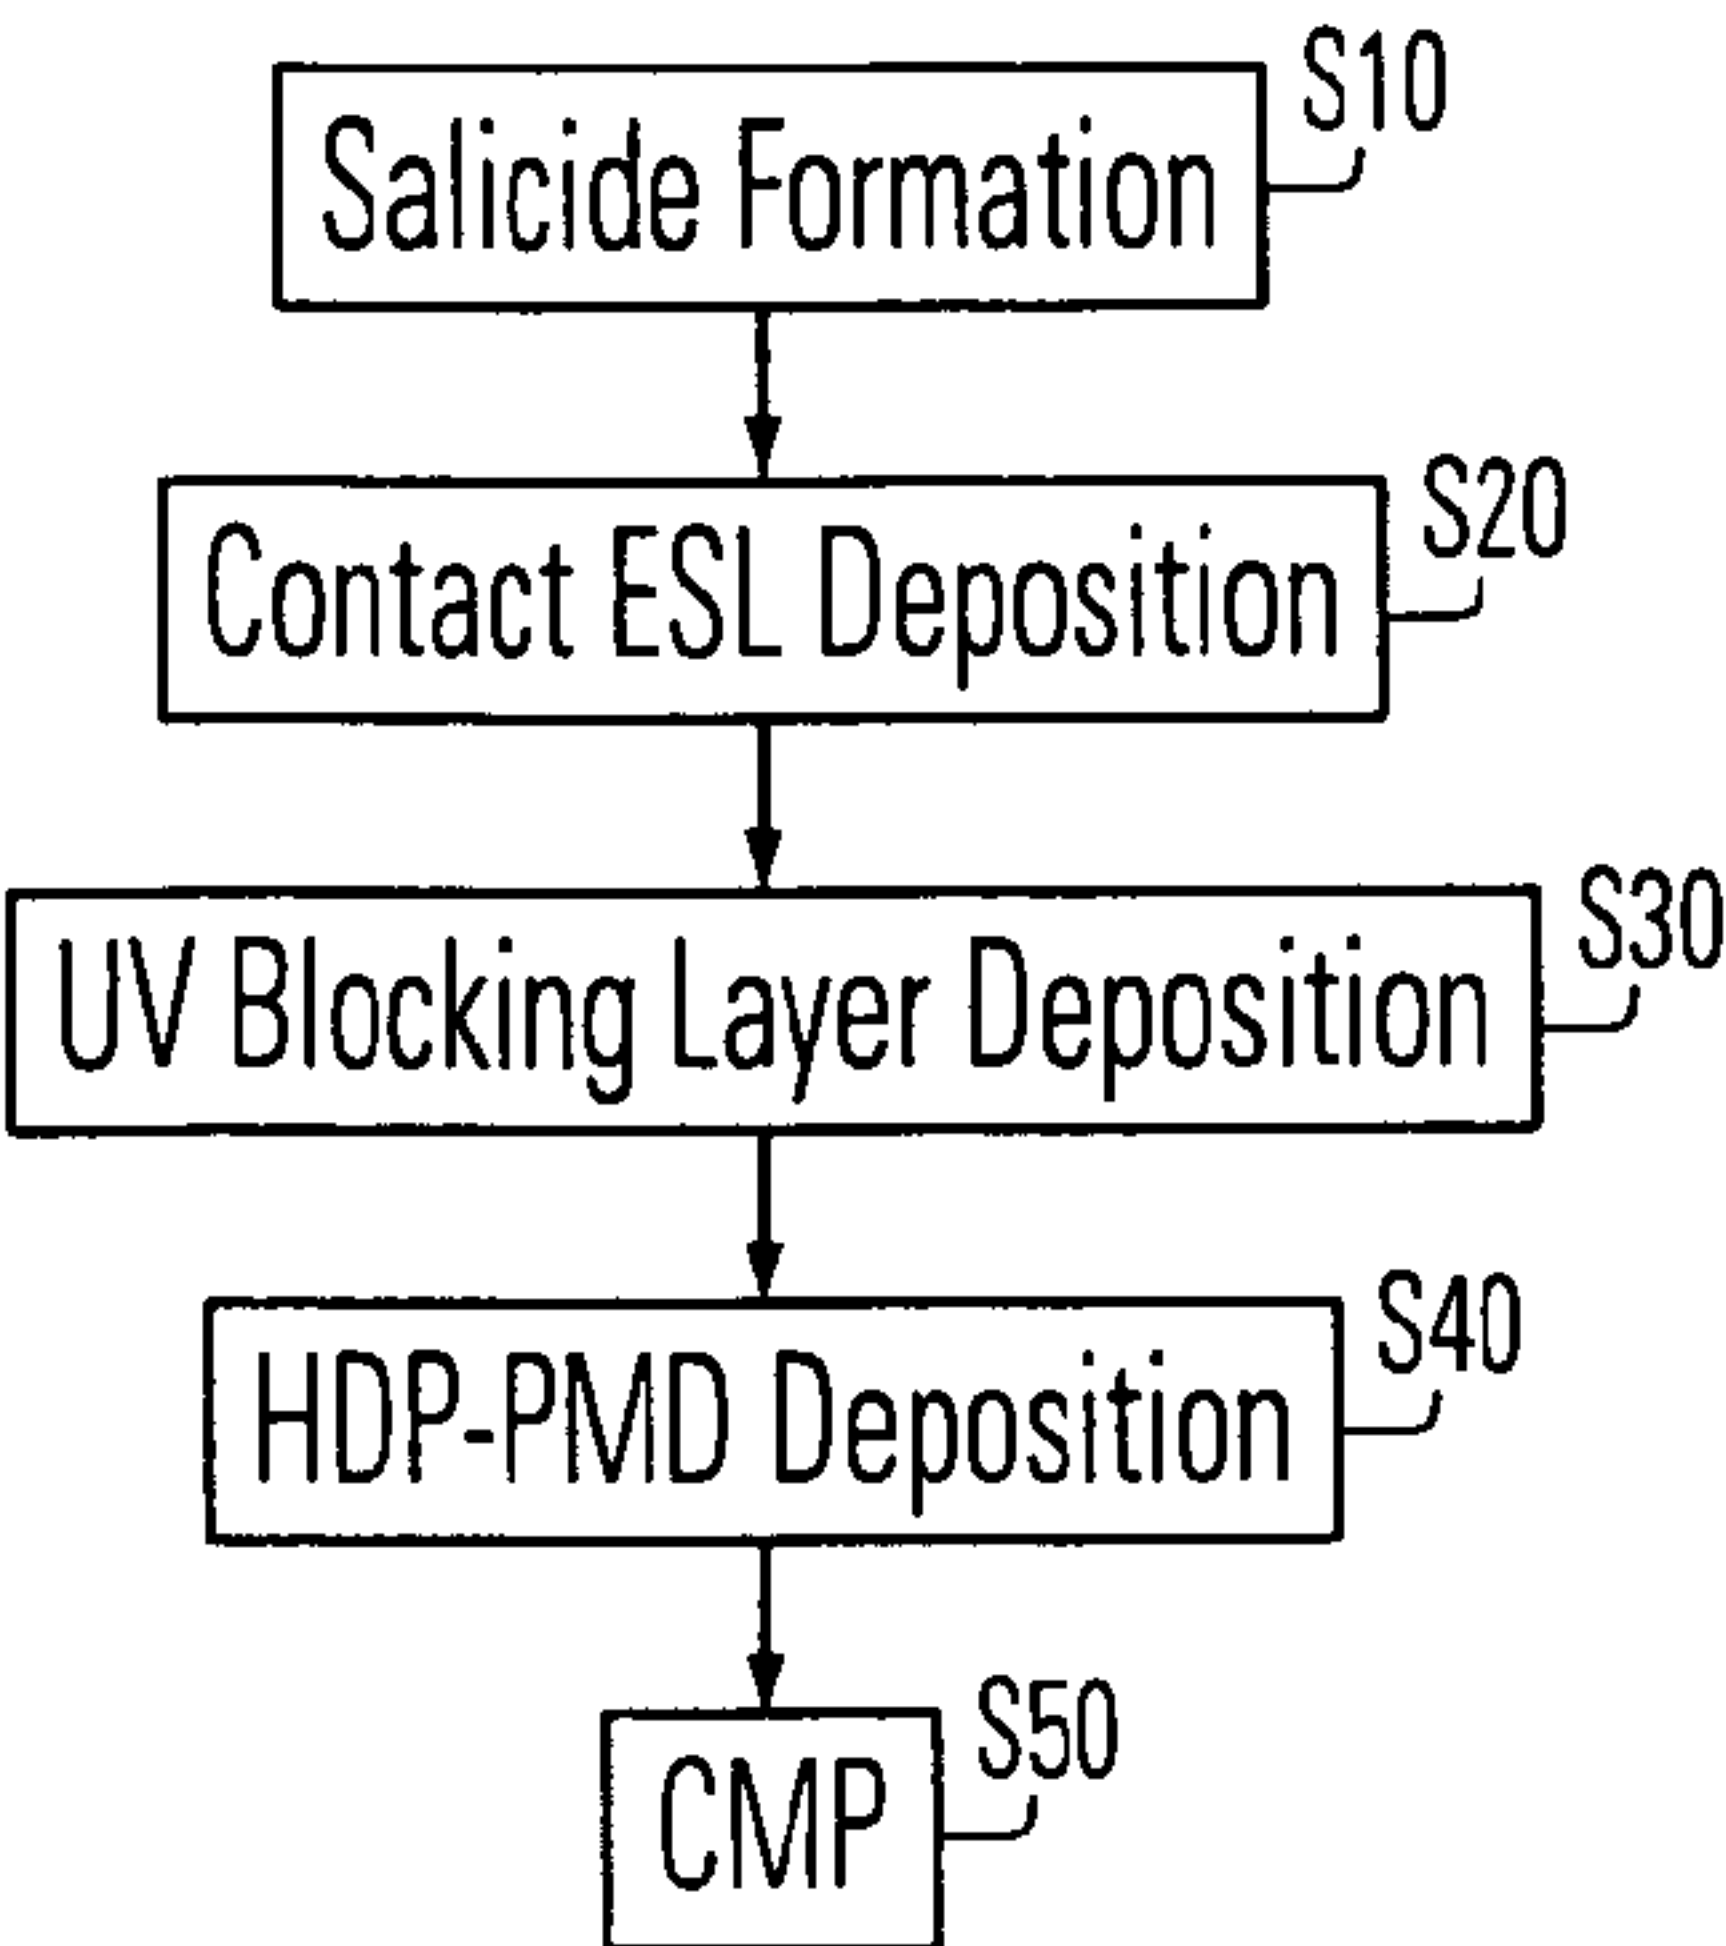 S10
Salicide Formation
S20
Contact ESL Deposition
S30
UV Blocking Layer Deposition
S40
HDP-PMD Deposition
S50
CMP